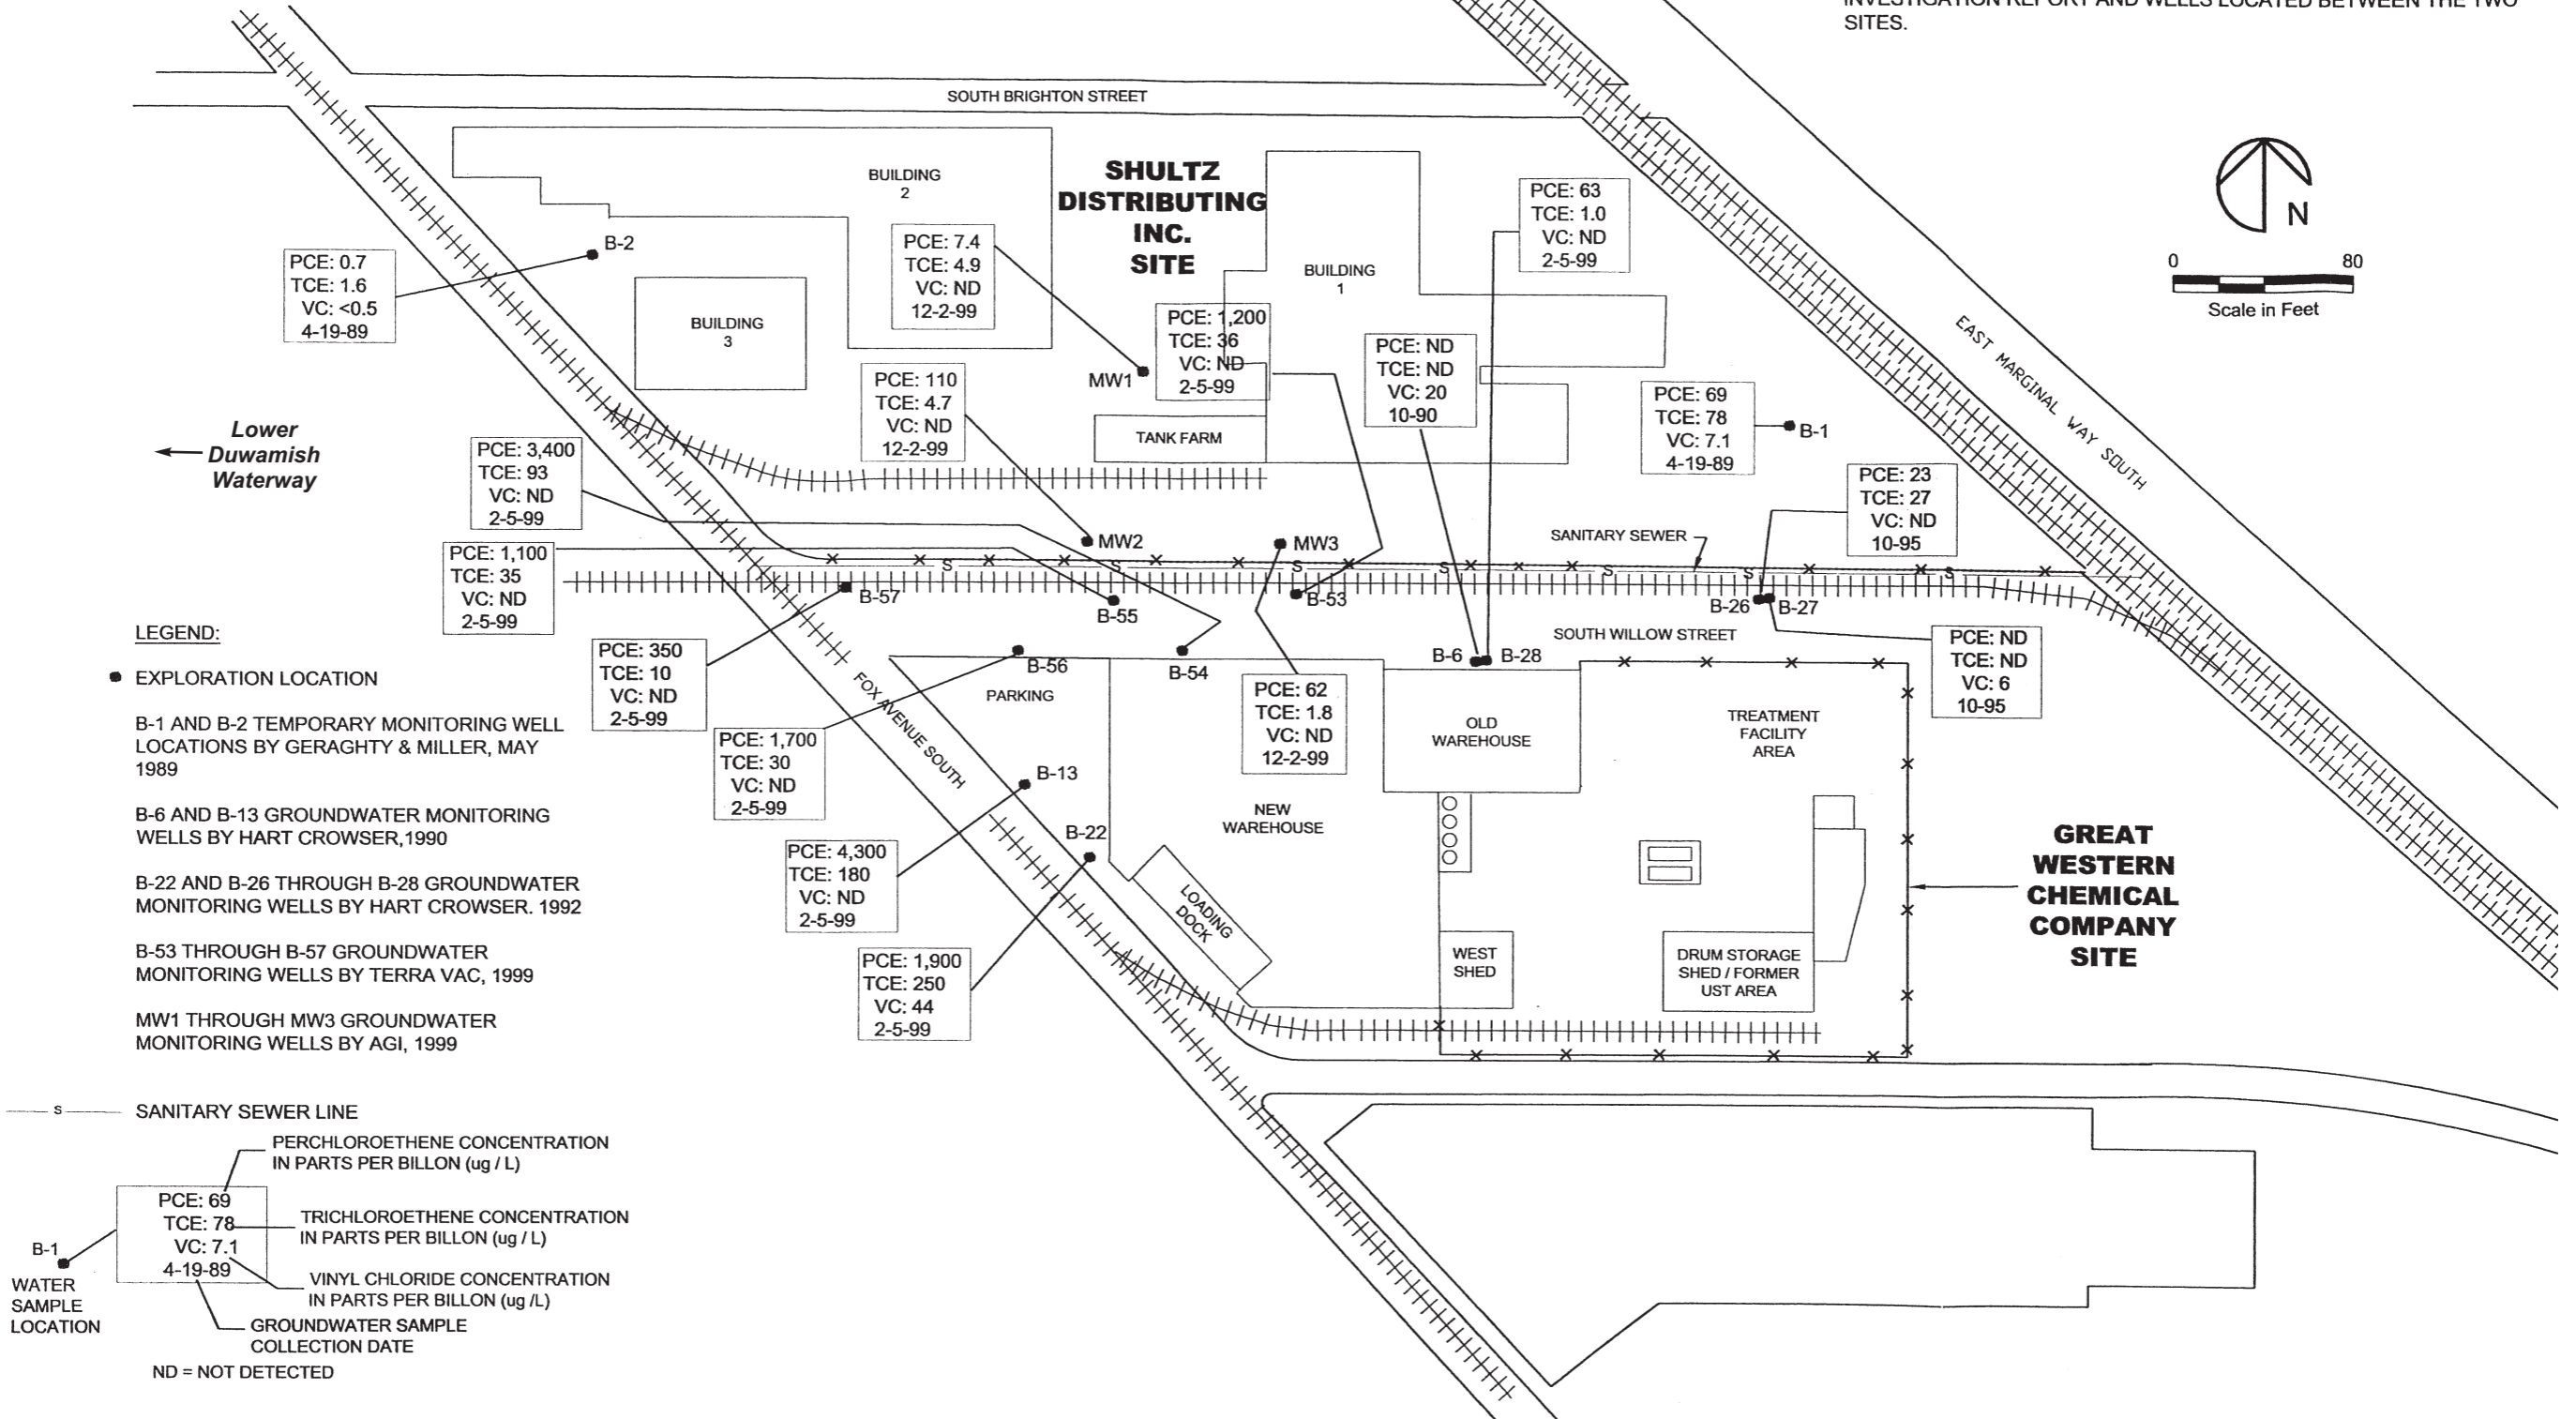 INVESTIGATION REPORT AND WELLS LOCATED BETWEEN THE TWO
SITES.
SOUTH BRIGHTON STREET
BUILDING
2
SHULTZ
DISTRIBUTING
INC.
SITE
BUILDING
1
PCE: 63
TCE: 1.0
VC: ND
2-5-99
N
0
80
Scale in Feet
B-2
PCE: 0.7
TCE: 1.6
VC: <0.5
4-19-89
PCE: 7.4
TCE: 4.9
VC: ND
12-2-99
BUILDING
3
PCE: 1,200
TCE: 36
VC: ND
2-5-99
MW1
PCE: ND
TCE: ND
VC: 20
10-90
EAST MARGINAL WAY SOUTH
PCE: 110
TCE: 4.7
VC: ND
12-2-99
TANK FARM
PCE: 69
TCE: 78
VC: 7.1
4-19-89
B-1
Lower
Duwamish
Waterway
PCE: 3,400
TCE: 93
VC: ND
2-5-99
PCE: 23
TCE: 27
VC: ND
10-95
SANITARY SEWER
MW2
MW3
PCE: 1,100
TCE: 35
VC: ND
2-5-99
S
S
S
S
S
S
S
B-57
B-55
B-53
B-26
B-27
SOUTH WILLOW STREET
PCE: ND
TCE: ND
VC: 6
10-95
LEGEND:
EXPLORATION LOCATION
B-1 AND B-2 TEMPORARY MONITORING WELL
LOCATIONS BY GERAGHTY & MILLER, MAY
1989
B-6 AND B-13 GROUNDWATER MONITORING
WELLS BY HART CROWSER,1990
B-22 AND B-26 THROUGH B-28 GROUNDWATER
MONITORING WELLS BY HART CROWSER. 1992
B-53 THROUGH B-57 GROUNDWATER
MONITORING WELLS BY TERRA VAC, 1999
MW1 THROUGH MW3 GROUNDWATER
MONITORING WELLS BY AGI, 1999
PCE: 350
TCE: 10
VC: ND
2-5-99
B-56
B-54
B-6
B-28
PARKING
FOX AVENUE SOUTH
PCE: 62
TCE: 1.8
VC: ND
12-2-99
OLD
WAREHOUSE
TREATMENT
FACILITY
AREA
PCE: 1,700
TCE: 30
VC: ND
2-5-99
B-13
NEW
WAREHOUSE
B-22
PCE: 4,300
TCE: 180
VC: ND
2-5-99
LOADING
DOCK
GREAT
WESTERN
CHEMICAL
COMPANY
SITE
PCE: 1,900
TCE: 250
VC: 44
2-5-99
WEST
SHED
DRUM STORAGE
SHED / FORMER
UST AREA
S
SANITARY SEWER LINE
PERCHLOROETHENE CONCENTRATION
IN PARTS PER BILLON (ug / L)
PCE: 69
TCE: 78
VC: 7.1
4-19-89
TRICHLOROETHENE CONCENTRATION
IN PARTS PER BILLON (ug / L)
B-1
WATER
SAMPLE
LOCATION
VINYL CHLORIDE CONCENTRATION
IN PARTS PER BILLON (ug /L)
GROUNDWATER SAMPLE
COLLECTION DATE
ND = NOT DETECTED